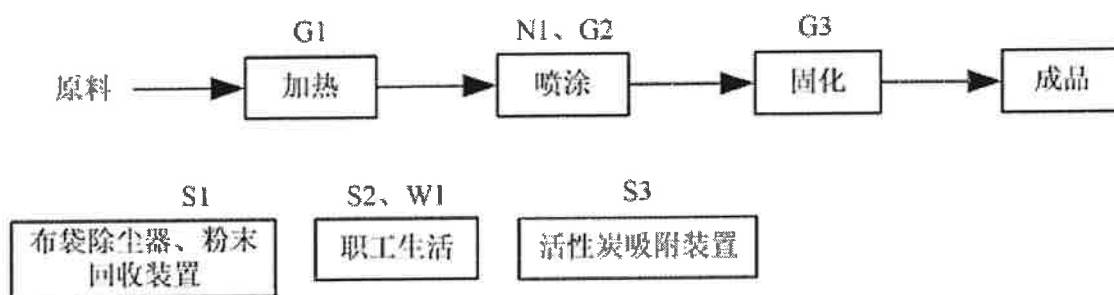 G1 N1、G2 G3
原料 加热 喷涂 固化 成品
S1 S2、W1 S3
布袋除尘器、粉末
回收装置
职工生活
活性炭吸附装置